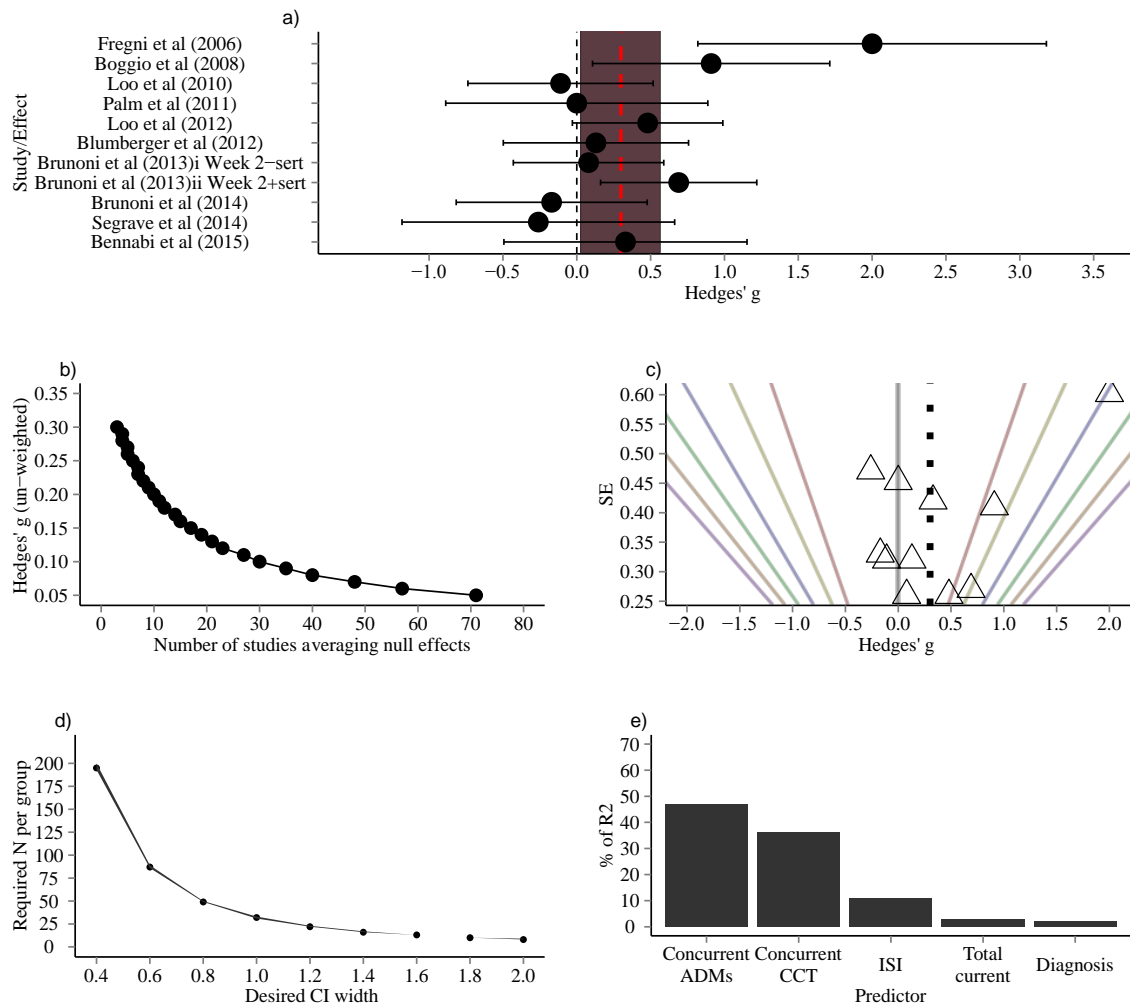 a)
Study/Effect
Fregni et al (2006)
Boggio et al (2008)
Loo et al (2010)
Palm et al (2011)
Loo et al (2012)
Blumberger et al (2012)
Brunoni et al (2013)i Week 2−sert
Brunoni et al (2013)ii Week 2+sert
Brunoni et al (2014)
Segrave et al (2014)
Bennabi et al (2015)
−1.0 −0.5 0.0 0.5 1.0 1.5 2.0 2.5 3.0 3.5
Hedges' g
b)
Hedges' g (un-weighted)
0.35
0.30
0.25
0.20
0.15
0.10
0.05
0 10 20 30 40 50 60 70 80
Number of studies averaging null effects
c)
SE
0.60
0.55
0.50
0.45
0.40
0.35
0.30
0.25
−2.0 −1.5 −1.0 −0.5 0.0 0.5 1.0 1.5 2.0
Hedges' g
d)
Required N per group
200
175
150
125
100
75
50
25
0
0.4 0.6 0.8 1.0 1.2 1.4 1.6 1.8 2.0
Desired CI width
e)
% of R2
70
60
50
40
30
20
10
0
Concurrent ADMs
Concurrent CCT
ISI
Total current
Diagnosis
Predictor